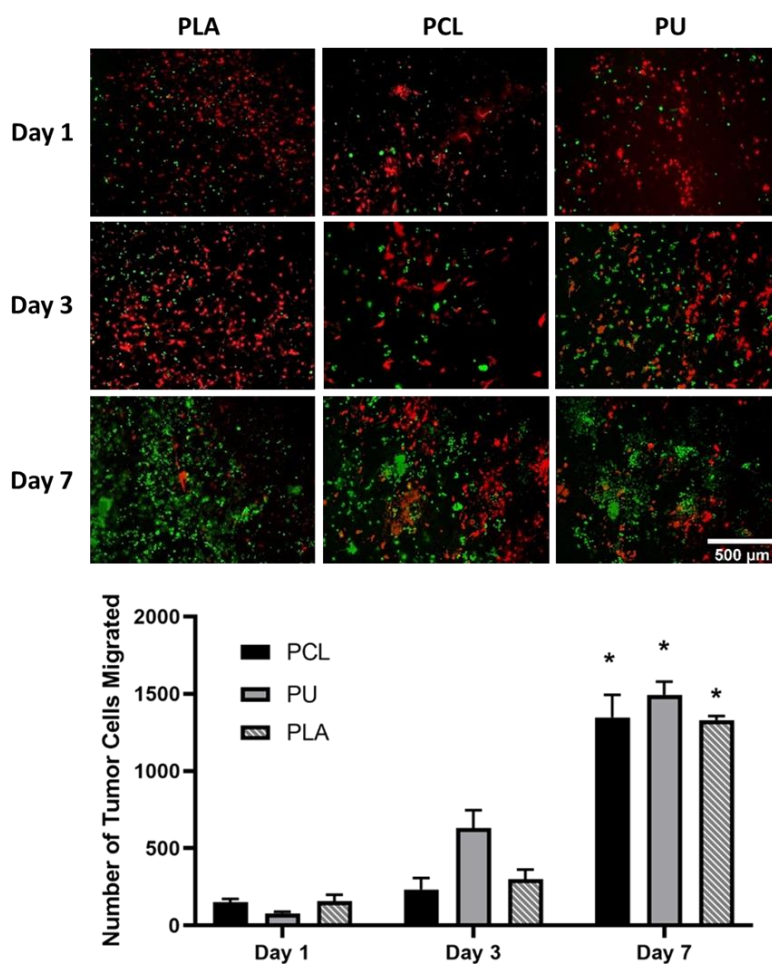 PLA PCL PU
Day 1
Day 3
Day 7
500 µm
Number of Tumor Cells Migrated
2000
1500
1000
500
0
PCL
PU
PLA
* * *
Day 1 Day 3 Day 7